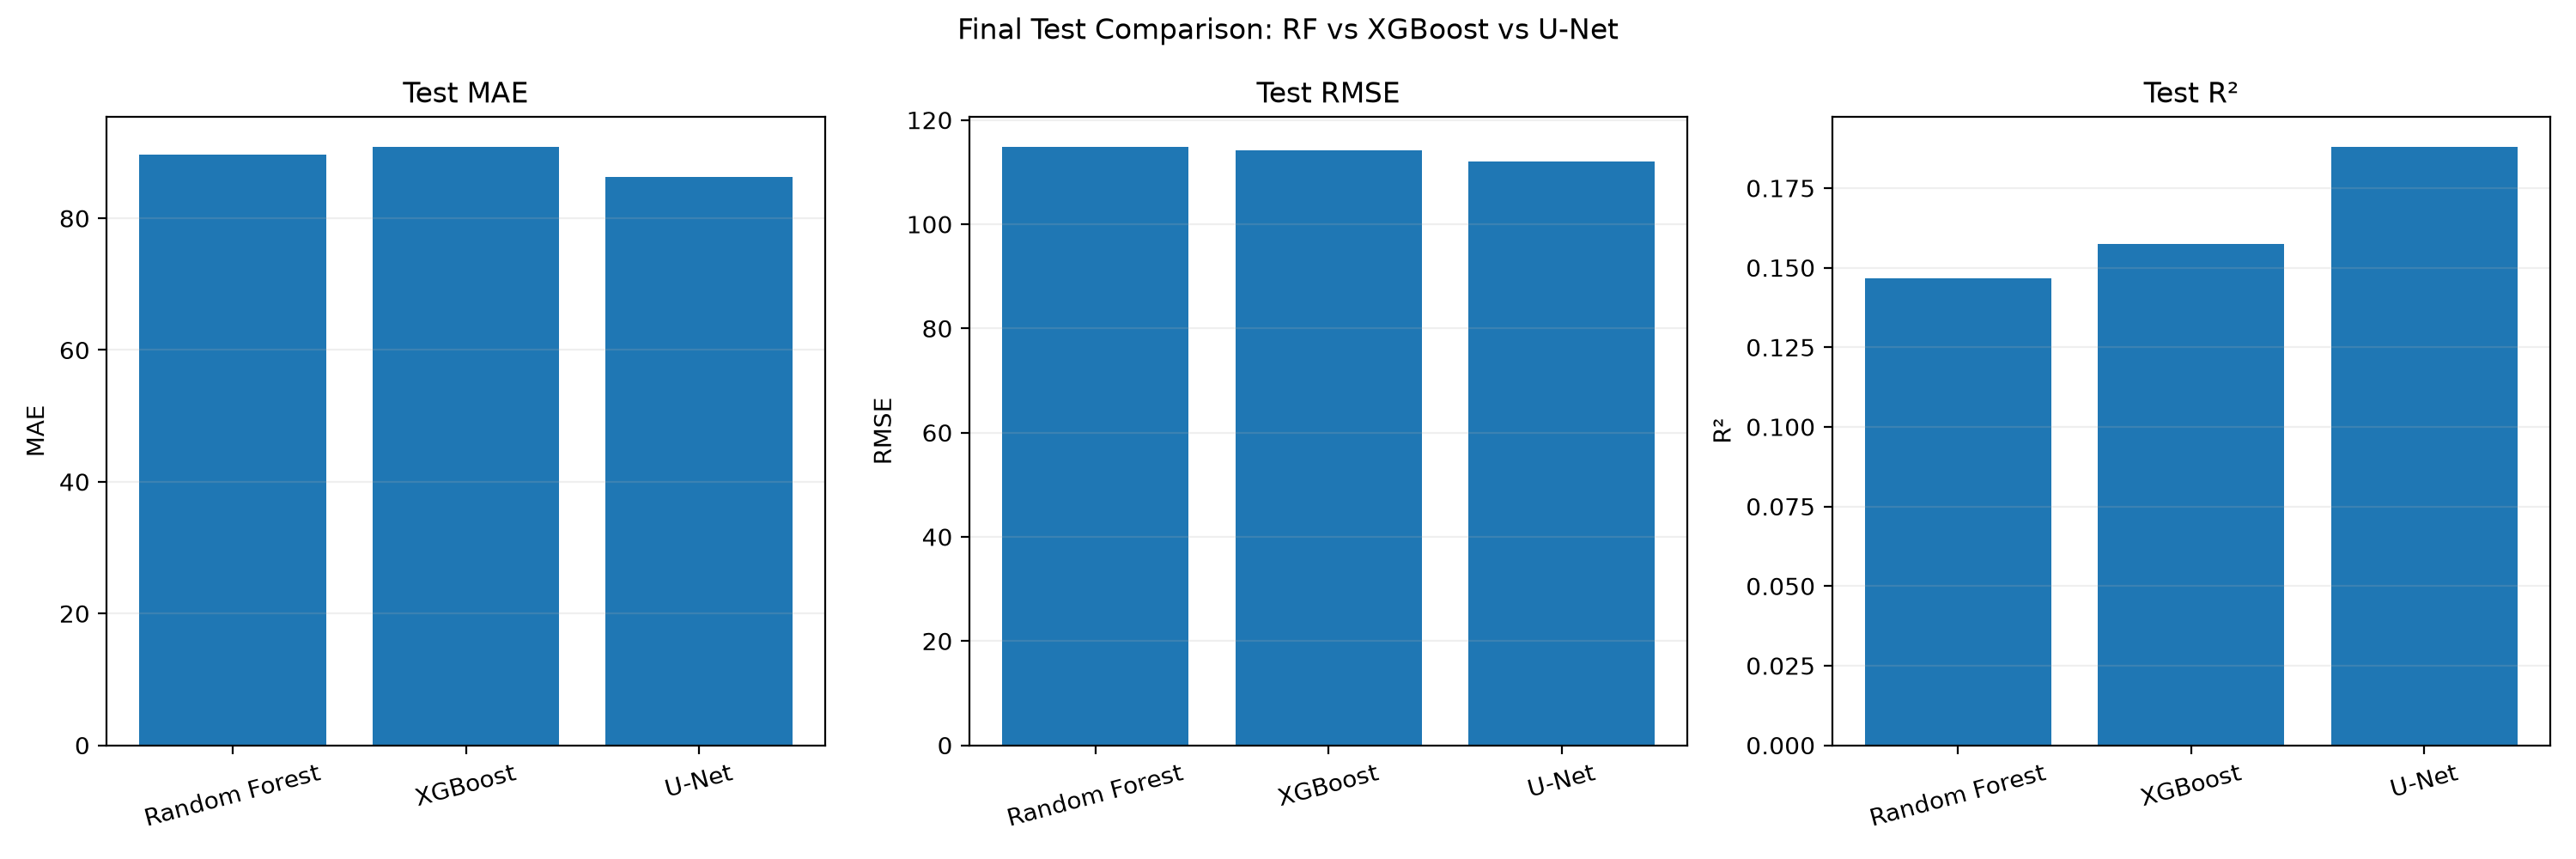 Final Test Comparison: RF vs XGBoost vs U-Net
Test MAE
MAE
80
60
40
20
0
Random Forest
XGBoost
U-Net
Test RMSE
RMSE
120
100
80
60
40
20
0
Random Forest
XGBoost
U-Net
Test R²
R²
0.175
0.150
0.125
0.100
0.075
0.050
0.025
0.000
Random Forest
XGBoost
U-Net